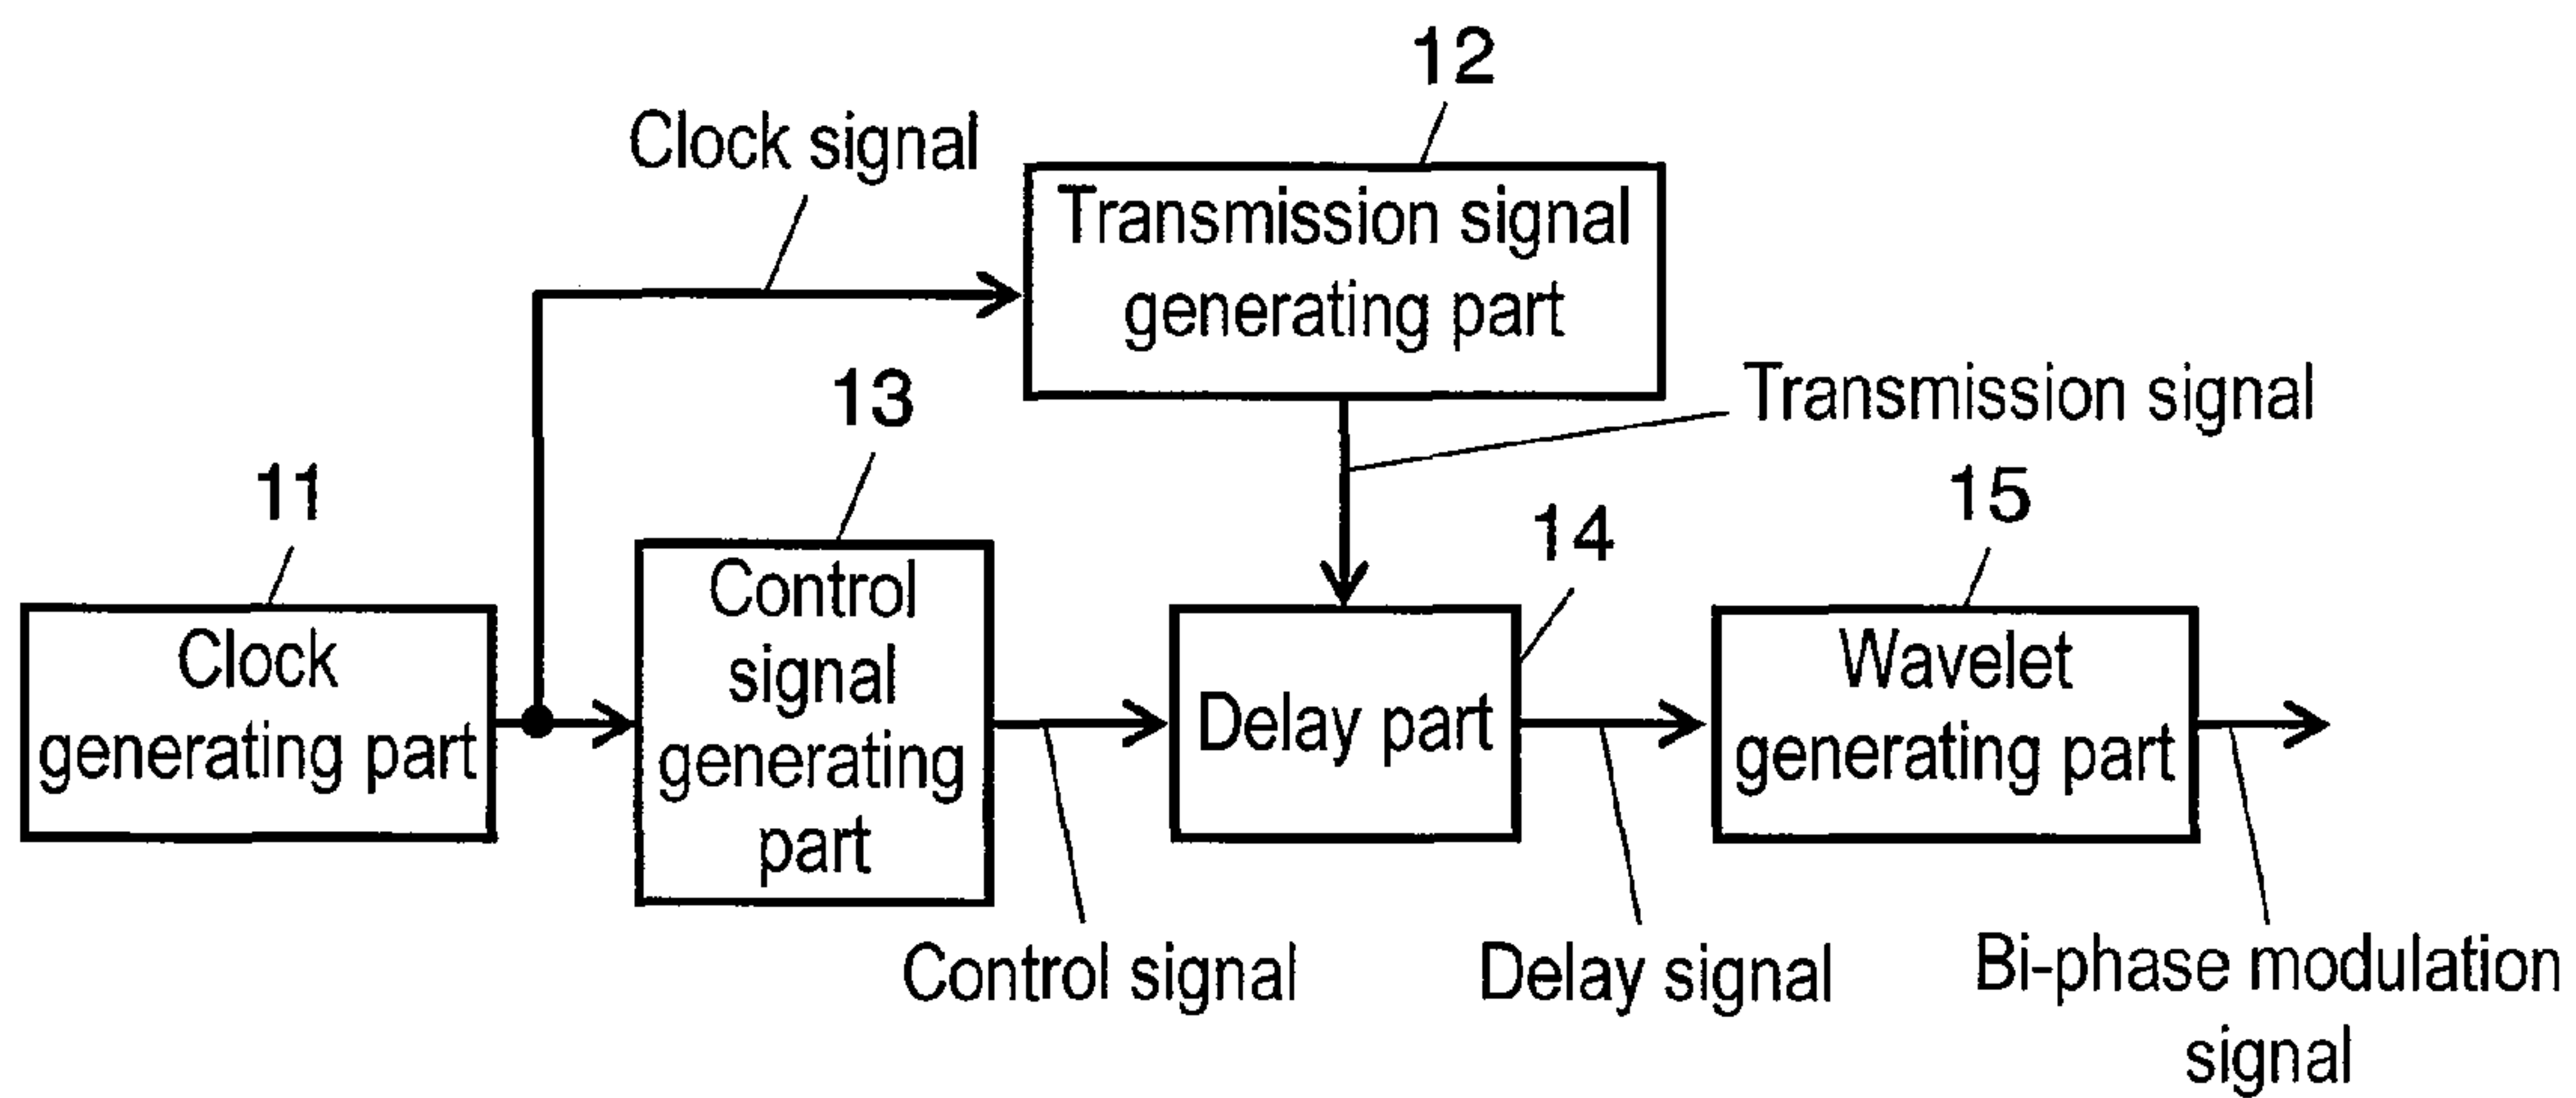 12
Clock signal
Transmission signal
generating part
13
Transmission signal
11
15
14
Clock
generating part
Control
signal
generating
part
Delay part
Wavelet
generating part
Control signal
Delay signal
Bi-phase modulation
signal